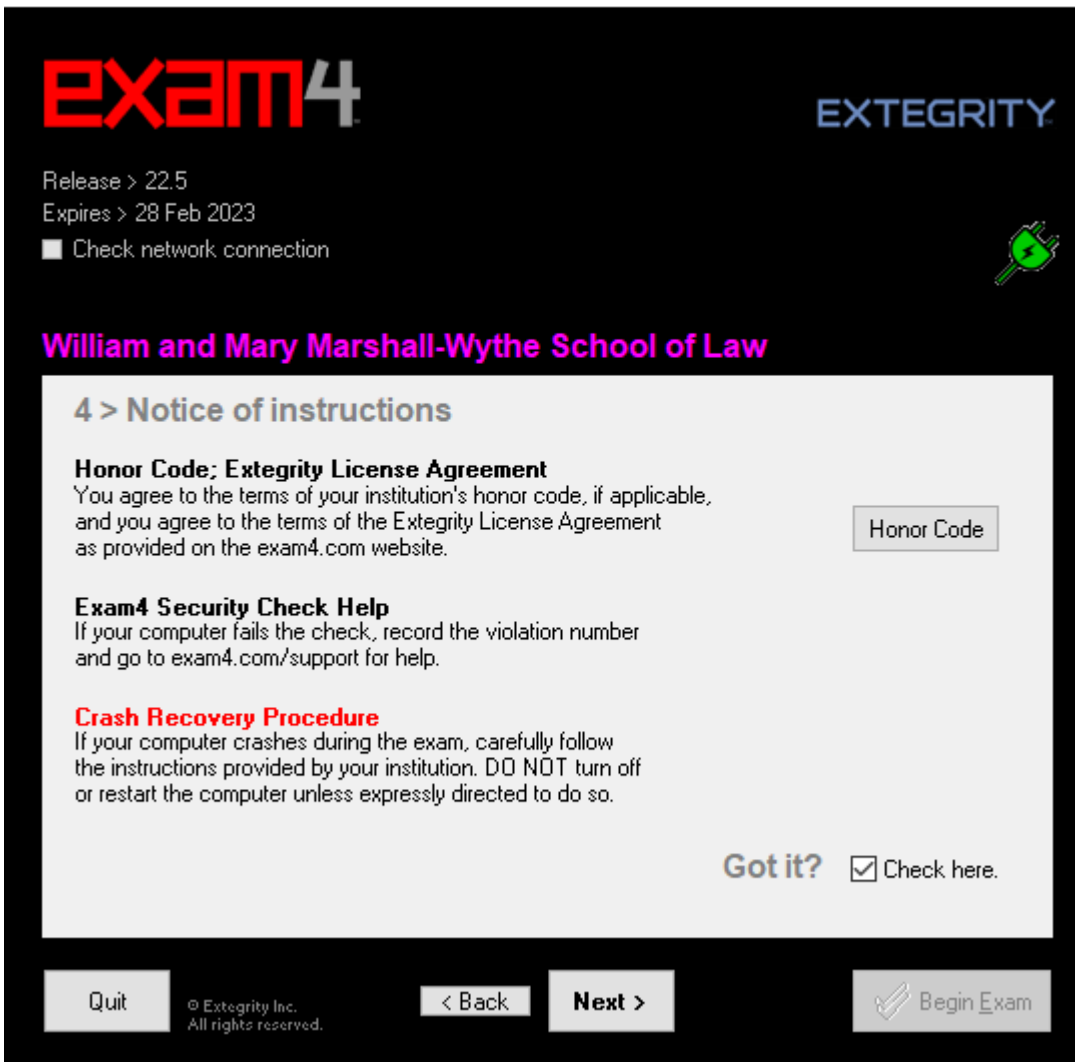 exam4
EXTEGRITY
Release > 22.5
Expires > 28 Feb 2023
Check network connection
William and Mary Marshall-Wythe School of Law
4 > Notice of instructions
Honor Code; Extegrity License Agreement
You agree to the terms of your institution's honor code, if applicable,
and you agree to the terms of the Extegrity License Agreement
as provided on the exam4.com website.
Honor Code
Exam4 Security Check Help
If your computer fails the check, record the violation number
and go to exam4.com/support for help.
Crash Recovery Procedure
If your computer crashes during the exam, carefully follow
the instructions provided by your institution. DO NOT turn off
or restart the computer unless expressly directed to do so.
Got it? Check here.
Quit
© Extegrity Inc.
All rights reserved.
< Back
Next >
Begin Exam